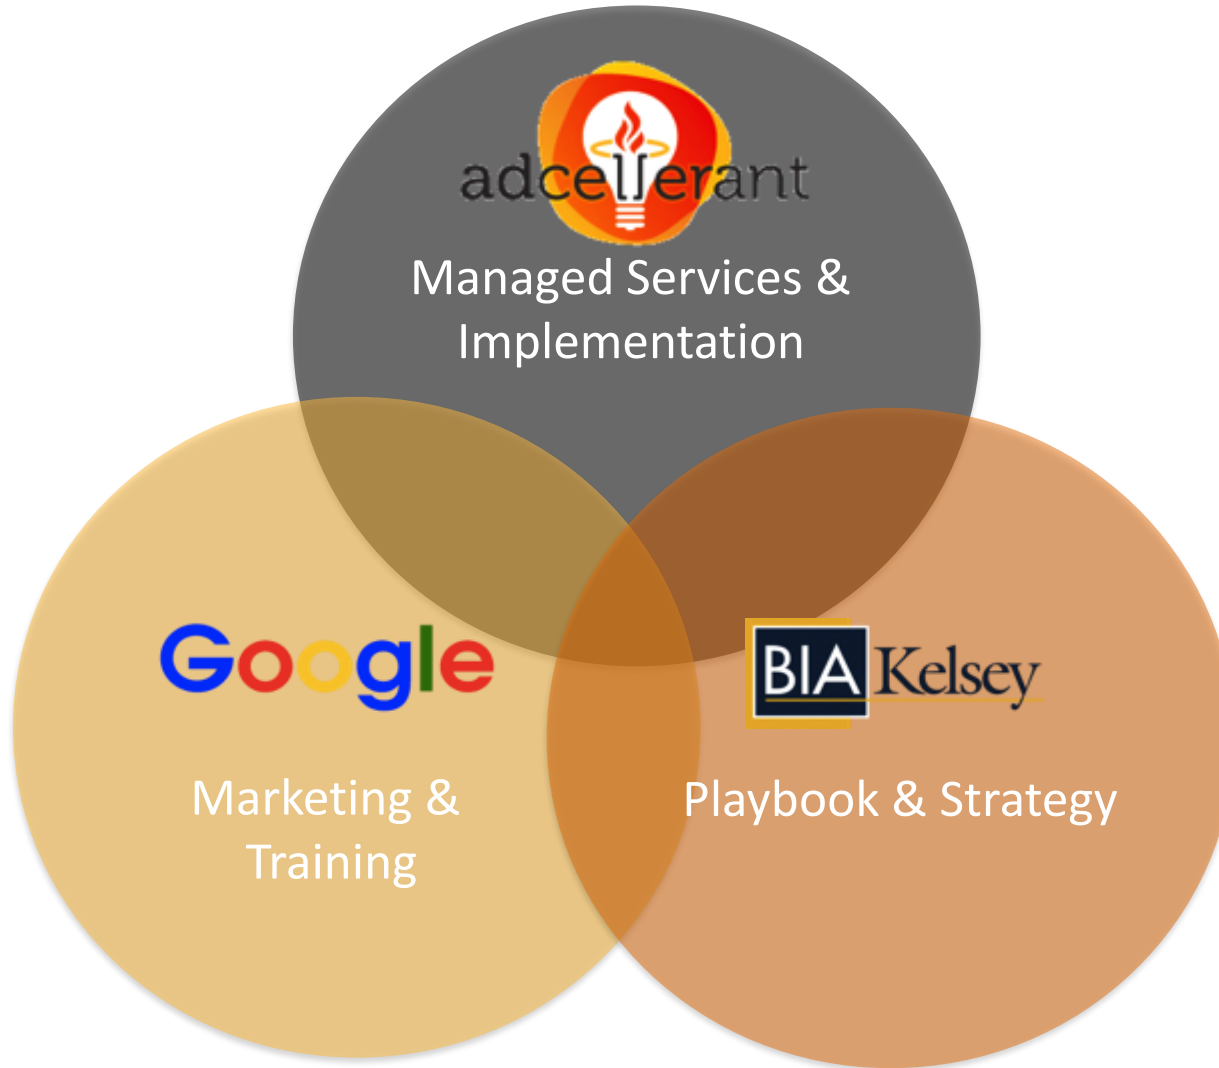 adcellerant
Managed Services &
Implementation
Google
BIA Kelsey
Marketing &
Training
Playbook & Strategy